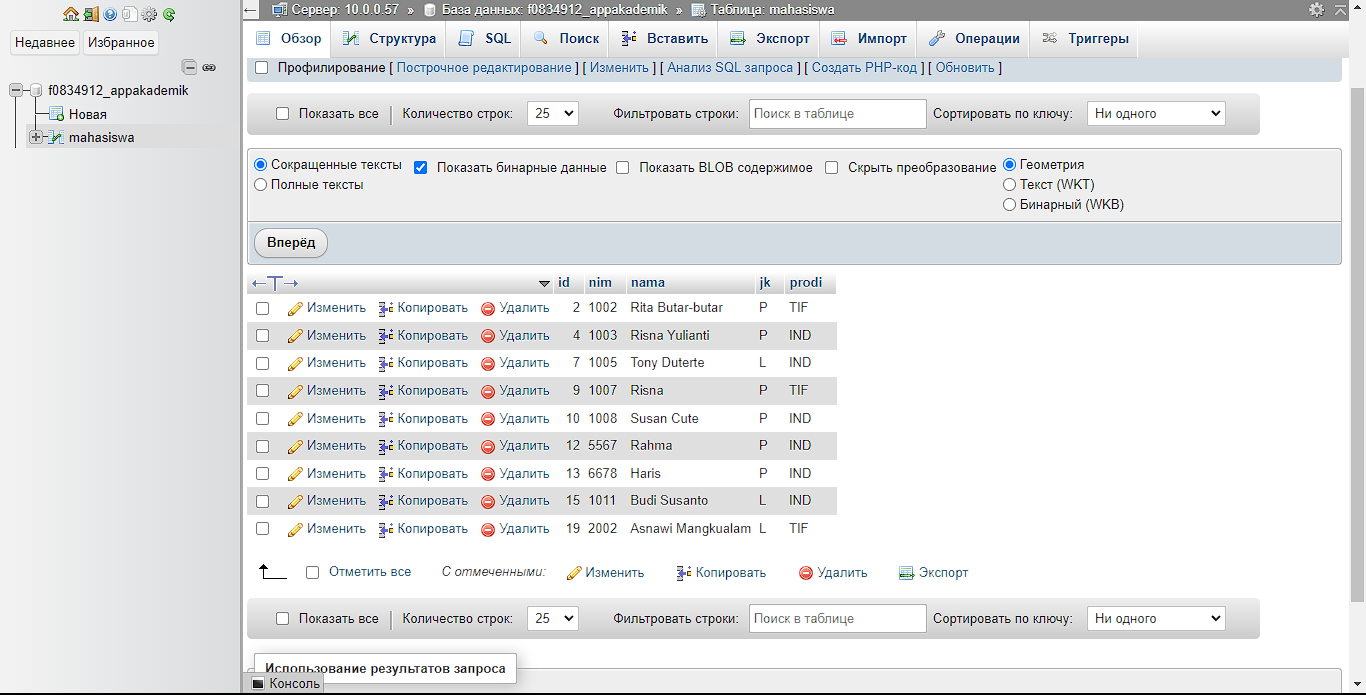 Сервер: 10.0.0.57 » База данных: f0834912_appakademik » Таблица: mahasiswa
Недавнее Избранное
f0834912_appakademik
Новая
mahasiswa
Обзор Структура SQL Поиск Вставить Экспорт Импорт Операции Триггеры
Профилирование [ Построчное редактирование ] [ Изменить ] [ Анализ SQL запроса ] [ Создать PHP-код ] [ Обновить ]
Показать все Количество строк: 25 Фильтровать строки: Поиск в таблице Сортировать по ключу: Ни одного
Сокращенные тексты Показать бинарные данные Показать BLOB содержимое Скрыть преобразование Геометрия
Полные тексты Текст (WKT)
Бинарный (WKB)
Вперёд
id nim nama jk prodi
Изменить Копировать Удалить 2 1002 Rita Butar-butar P TIF
Изменить Копировать Удалить 4 1003 Risna Yulianti P IND
Изменить Копировать Удалить 7 1005 Tony Duterte L IND
Изменить Копировать Удалить 9 1007 Risna P TIF
Изменить Копировать Удалить 10 1008 Susan Cute P IND
Изменить Копировать Удалить 12 5567 Rahma P IND
Изменить Копировать Удалить 13 6678 Haris P IND
Изменить Копировать Удалить 15 1011 Budi Susanto L IND
Изменить Копировать Удалить 19 2002 Asnawi Mangkualam L TIF
Отметить все С отмеченными: Изменить Копировать Удалить Экспорт
Показать все Количество строк: 25 Фильтровать строки: Поиск в таблице Сортировать по ключу: Ни одного
Использование результатов запроса
Консоль